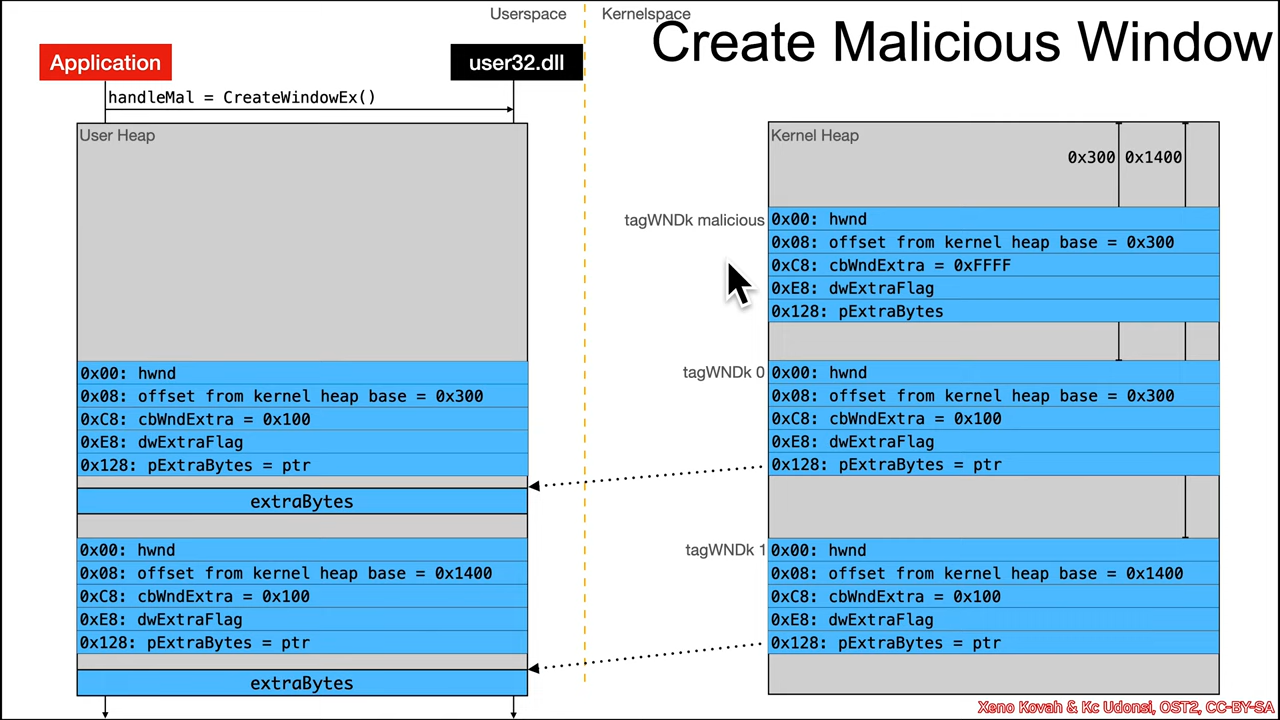 Userspace
Kernelspace
Create Malicious Window
Application
user32.dll
handleMal = CreateWindowEx()
User Heap
0x00: hwnd
0x08: offset from kernel heap base = 0x300
0xC8: cbWndExtra = 0x100
0xE8: dwExtraFlag
0x128: pExtraBytes = ptr
extraBytes
0x00: hwnd
0x08: offset from kernel heap base = 0x1400
0xC8: cbWndExtra = 0x100
0xE8: dwExtraFlag
0x128: pExtraBytes = ptr
extraBytes
Kernel Heap
0x300
0x1400
tagWNDk malicious
0x00: hwnd
0x08: offset from kernel heap base = 0x300
0xC8: cbWndExtra = 0xFFFF
0xE8: dwExtraFlag
0x128: pExtraBytes
tagWNDk 0
0x00: hwnd
0x08: offset from kernel heap base = 0x300
0xC8: cbWndExtra = 0x100
0xE8: dwExtraFlag
0x128: pExtraBytes = ptr
tagWNDk 1
0x00: hwnd
0x08: offset from kernel heap base = 0x1400
0xC8: cbWndExtra = 0x100
0xE8: dwExtraFlag
0x128: pExtraBytes = ptr
Xeno Kovah & Kc Udonsi, OST2, CC-BY-SA